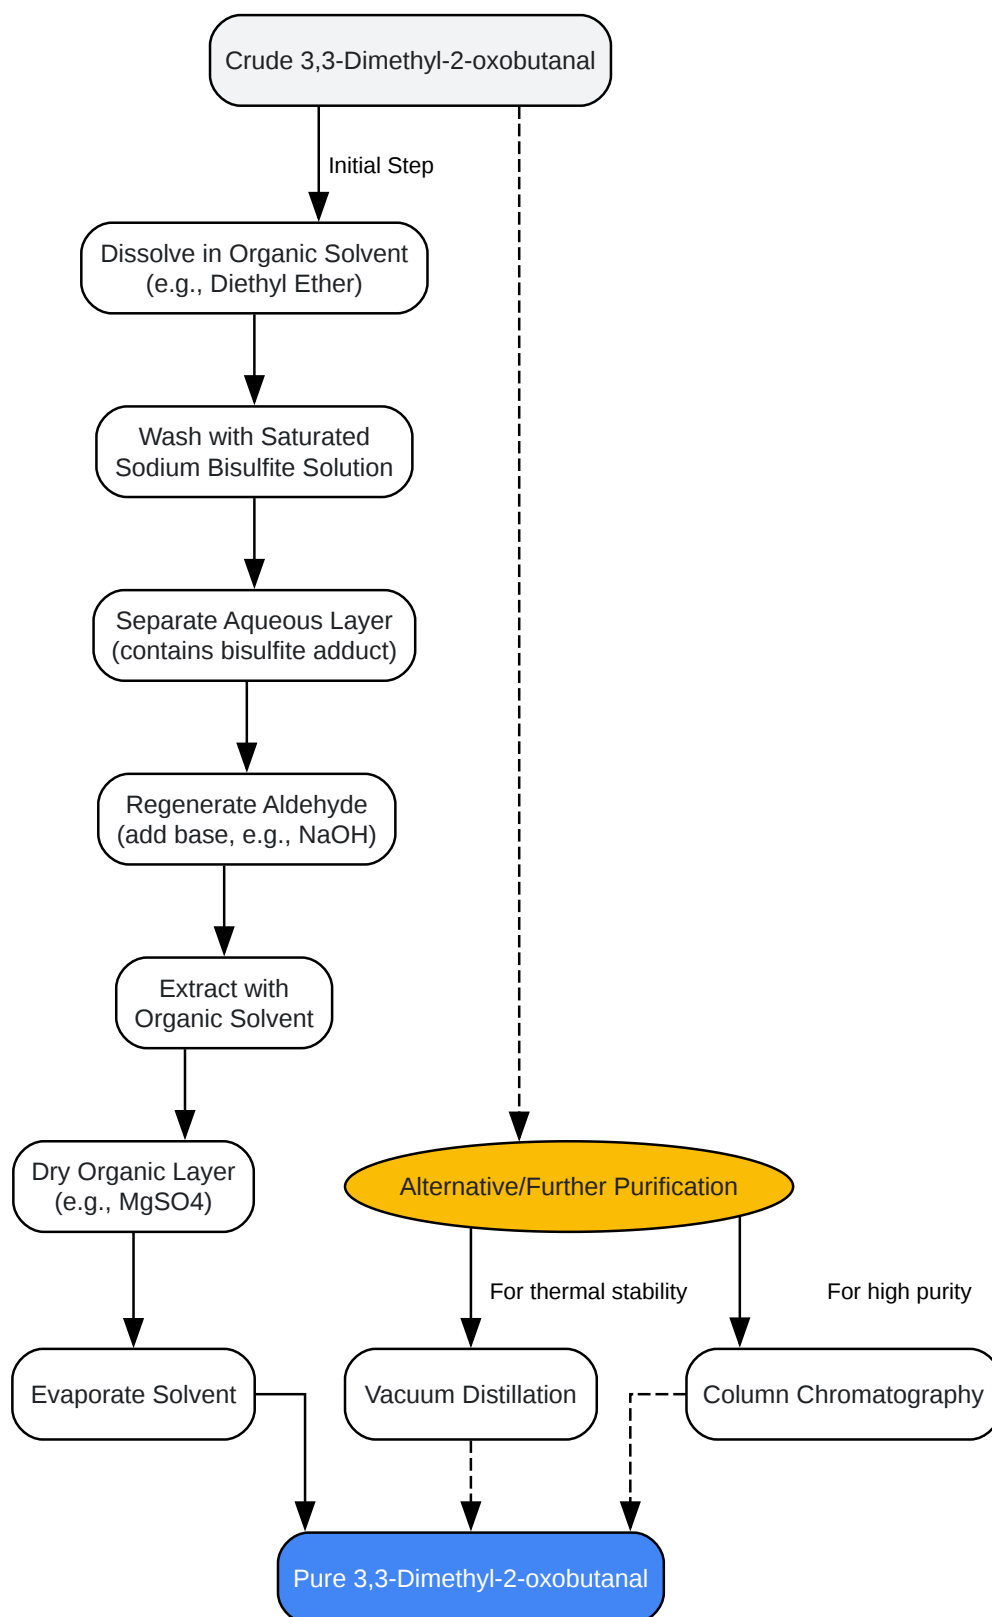 Crude 3,3-Dimethyl-2-oxobutanal
Initial Step
Dissolve in Organic Solvent
(e.g., Diethyl Ether)
Wash with Saturated
Sodium Bisulfite Solution
Separate Aqueous Layer
(contains bisulfite adduct)
Regenerate Aldehyde
(add base, e.g., NaOH)
Extract with
Organic Solvent
Dry Organic Layer
(e.g., MgSO4)
Alternative/Further Purification
For thermal stability
For high purity
Evaporate Solvent
Vacuum Distillation
Column Chromatography
Pure 3,3-Dimethyl-2-oxobutanal